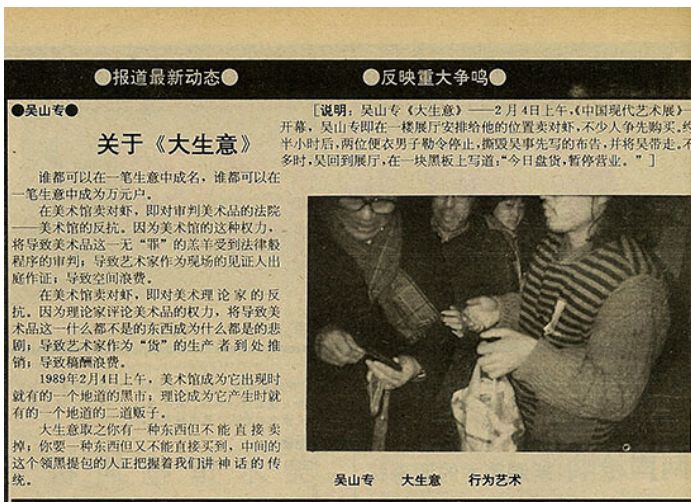 ●报道最新动态● ●反映重大争鸣●
●吴山专●
关于《大生意》
谁都可以在一笔生意中成名，谁都可以在
一笔生意中成为万元户。
在美术馆卖对虾，即对审判美术品的法院
——美术馆的反抗。因为美术馆的这种权力，
将导致美术品这一无“罪”的羔羊受到法律般
程序的审判；导致艺术家作为现场的见证人出
庭作证；导致空间浪费。
在美术馆卖对虾，即对美术理论家的反
抗。因为理论家评论美术品的权力，将导致美
术品这一什么都不是的东西成为什么都是的悲
剧；导致艺术家作为“货”的生产者到处推
销；导致稿酬浪费。
1989年2月4日上午，美术馆成为它出现时
就有的一个地道的黑市；理论成为它产生时就
有的一个地道的二道贩子。
大生意取之你有一种东西但不能直接卖
掉；你要一种东西但又不能直接买到，中间的
这个领黑提包的人正把握着我们讲神话的传
统。
[说明：吴山专《大生意》——2月4日上午，《中国现代艺术展》一
开幕，吴山专即在一楼展厅安排给他的位置卖对虾，不少人争先购买。约
半小时后，两位便衣男子勒令停止，撕毁吴事先写的布告，并将吴带走。不
多时，吴回到展厅，在一块黑板上写道：“今日盘货，暂停营业。”]
吴山专 大生意 行为艺术